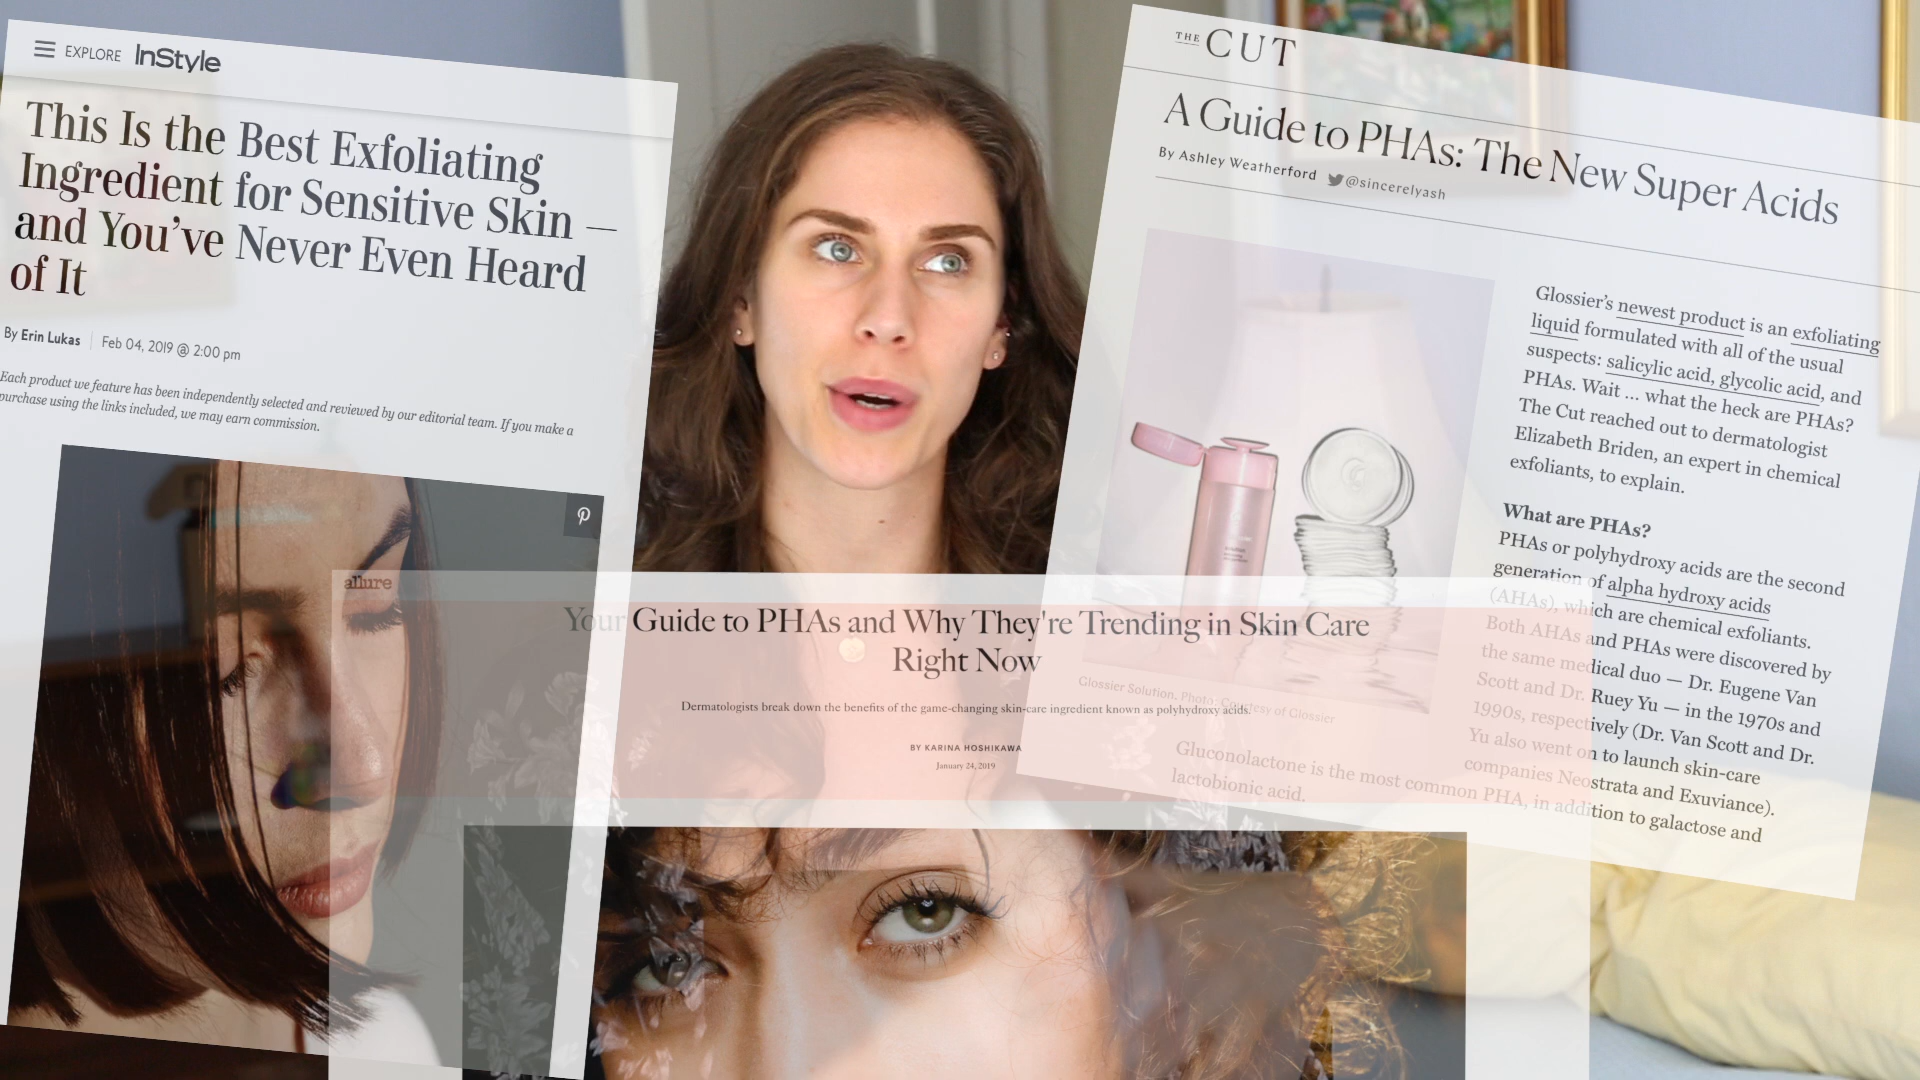 EXPLORE InStyle
This Is the Best Exfoliating
Ingredient for Sensitive Skin —
and You've Never Even Heard
of It
By Erin Lukas | Feb 04, 2019 @ 2:00 pm
Each product we feature has been independently selected and reviewed by our editorial team. If you make a
purchase using the links included, we may earn commission.
THE CUT
A Guide to PHAs: The New Super Acids
By Ashley Weatherford @sincerelyash
Glossier's newest product is an exfoliating
liquid formulated with all of the usual
suspects: salicylic acid, glycolic acid, and
PHAs. Wait ... what the heck are PHAs?
The Cut reached out to dermatologist
Elizabeth Briden, an expert in chemical
exfoliants, to explain.
What are PHAs?
PHAs or polyhydroxy acids are the second
generation of alpha hydroxy acids
(AHAs), which are chemical exfoliants.
Both AHAs and PHAs were discovered by
the same medical duo — Dr. Eugene Van
Scott and Dr. Ruey Yu — in the 1970s and
1990s, respectively (Dr. Van Scott and Dr.
Yu also went on to launch skin-care
companies Neostrata and Exuviance).
Glossier Solution. Photo: Courtesy of Glossier
Gluconolactone is the most common PHA, in addition to galactose and
lactobionic acid.
allure
Your Guide to PHAs and Why They're Trending in Skin Care
Right Now
Dermatologists break down the benefits of the game-changing skin-care ingredient known as polyhydroxy acids.
BY KARINA HOSHIKAWA
January 24, 2019